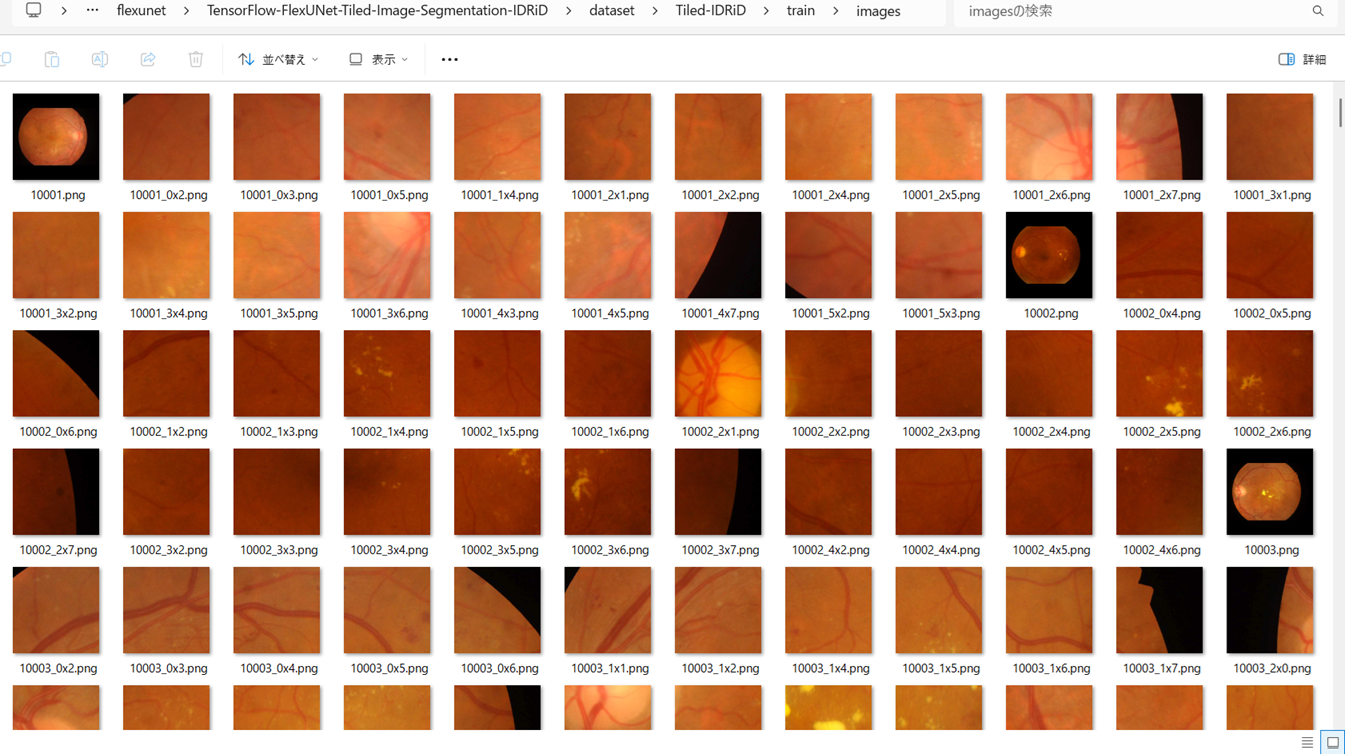 flexunet > TensorFlow-FlexUNet-Tiled-Image-Segmentation-IDRiD > dataset > Tiled-IDRiD > train > images
imagesの検索
並べ替え 表示 詳細
10001.png 10001_0x2.png 10001_0x3.png 10001_0x5.png 10001_1x4.png 10001_2x1.png 10001_2x2.png 10001_2x4.png 10001_2x5.png 10001_2x6.png 10001_2x7.png 10001_3x1.png
10001_3x2.png 10001_3x4.png 10001_3x5.png 10001_3x6.png 10001_4x3.png 10001_4x5.png 10001_4x7.png 10001_5x2.png 10001_5x3.png 10002.png 10002_0x4.png 10002_0x5.png
10002_0x6.png 10002_1x2.png 10002_1x3.png 10002_1x4.png 10002_1x5.png 10002_1x6.png 10002_2x1.png 10002_2x2.png 10002_2x3.png 10002_2x4.png 10002_2x5.png 10002_2x6.png
10002_2x7.png 10002_3x2.png 10002_3x3.png 10002_3x4.png 10002_3x5.png 10002_3x6.png 10002_3x7.png 10002_4x2.png 10002_4x4.png 10002_4x5.png 10002_4x6.png 10003.png
10003_0x2.png 10003_0x3.png 10003_0x4.png 10003_0x5.png 10003_0x6.png 10003_1x1.png 10003_1x2.png 10003_1x4.png 10003_1x5.png 10003_1x6.png 10003_1x7.png 10003_2x0.png